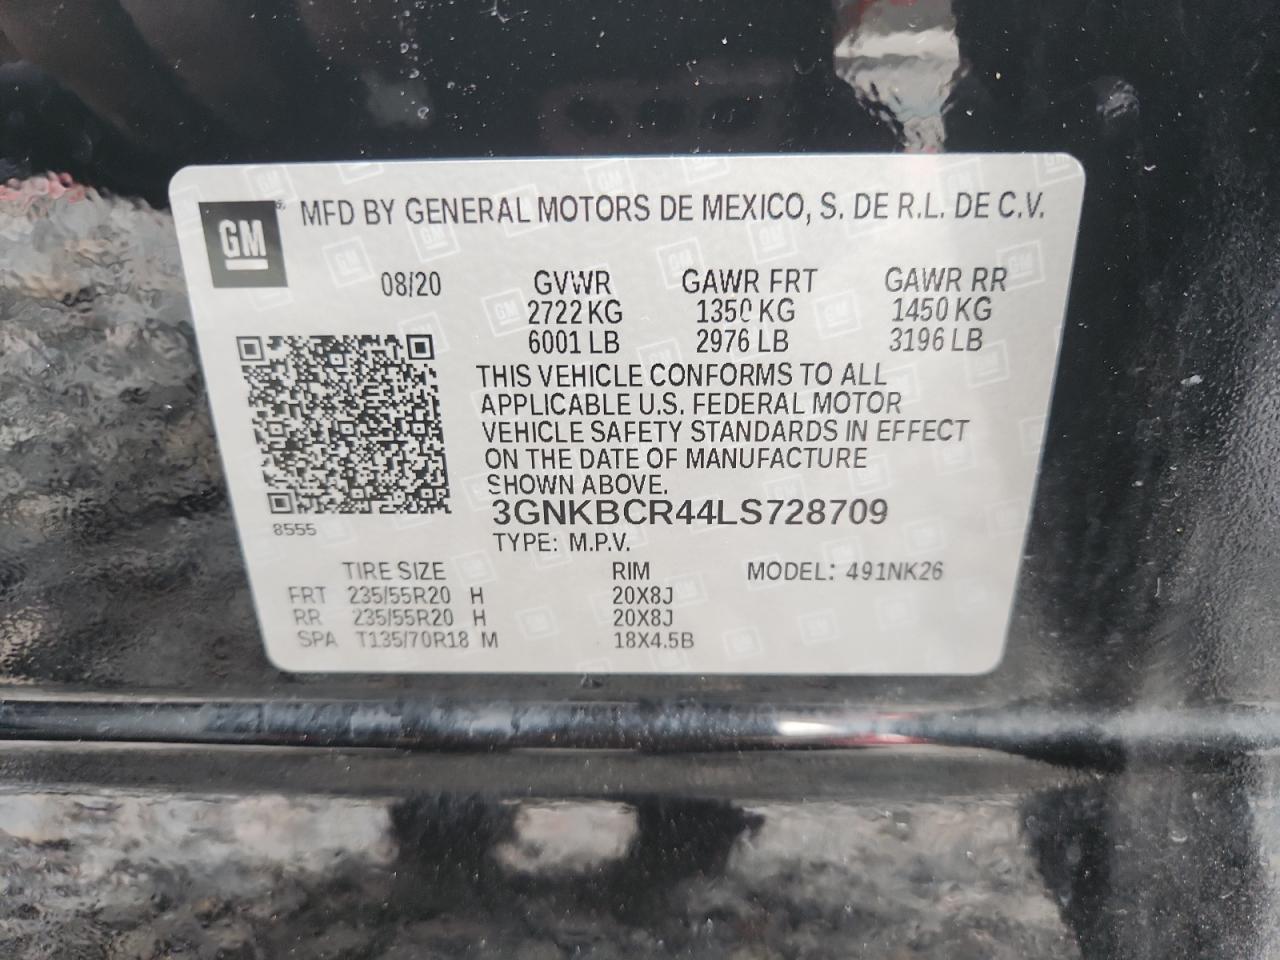 GM
MFD BY GENERAL MOTORS DE MEXICO, S. DE R.L. DE C.V.
08/20 GVWR GAWR FRT GAWR RR
2722 KG 1350 KG 1450 KG
6001 LB 2976 LB 3196 LB
THIS VEHICLE CONFORMS TO ALL
APPLICABLE U.S. FEDERAL MOTOR
VEHICLE SAFETY STANDARDS IN EFFECT
ON THE DATE OF MANUFACTURE
SHOWN ABOVE.
3GNKBCR44LS728709
8555
TYPE: M.P.V.
TIRE SIZE RIM MODEL: 491NK26
FRT 235/55R20 H 20X8J
RR 235/55R20 H 20X8J
SPA T135/70R18 M 18X4.5B